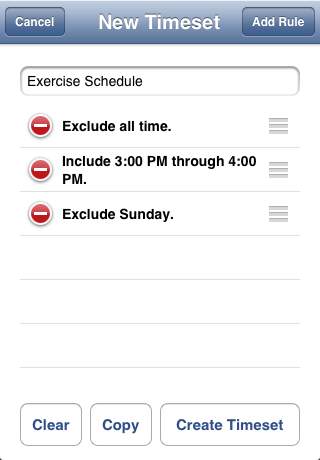 Cancel
New Timeset
Add Rule
Exercise Schedule
Exclude all time.
Include 3:00 PM through 4:00
PM.
Exclude Sunday.
Clear
Copy
Create Timeset